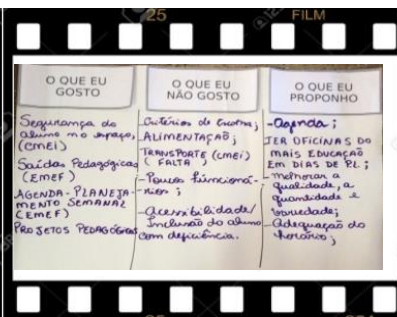 25
FILM
O QUE EU
GOSTO
Segurança do
aluno no espaço,
(CMEI)
Saídas Pedagógicas
(EMEF)
AGENDA-PLANEJA-
MENTO SEMANAL
(EMEF)
PROJETOS PEDAGÓGICOS
O QUE EU
NÃO GOSTO
Critérios de escolha;
ALIMENTAÇÃO;
TRANSPORTE (CMEI)
(FALTA)
-Poucos funcioná-
rios;
-acessibilidade/
Inclusão do aluno
com deficiência.
O QUE EU
PROPONHO
-Agenda;
TER OFICINAS DO
MAIS EDUCAÇÃO
EM DIAS DE PL;
-melhorar a
qualidade, a
quantidade e
variedade;
-Adequação do
horário;